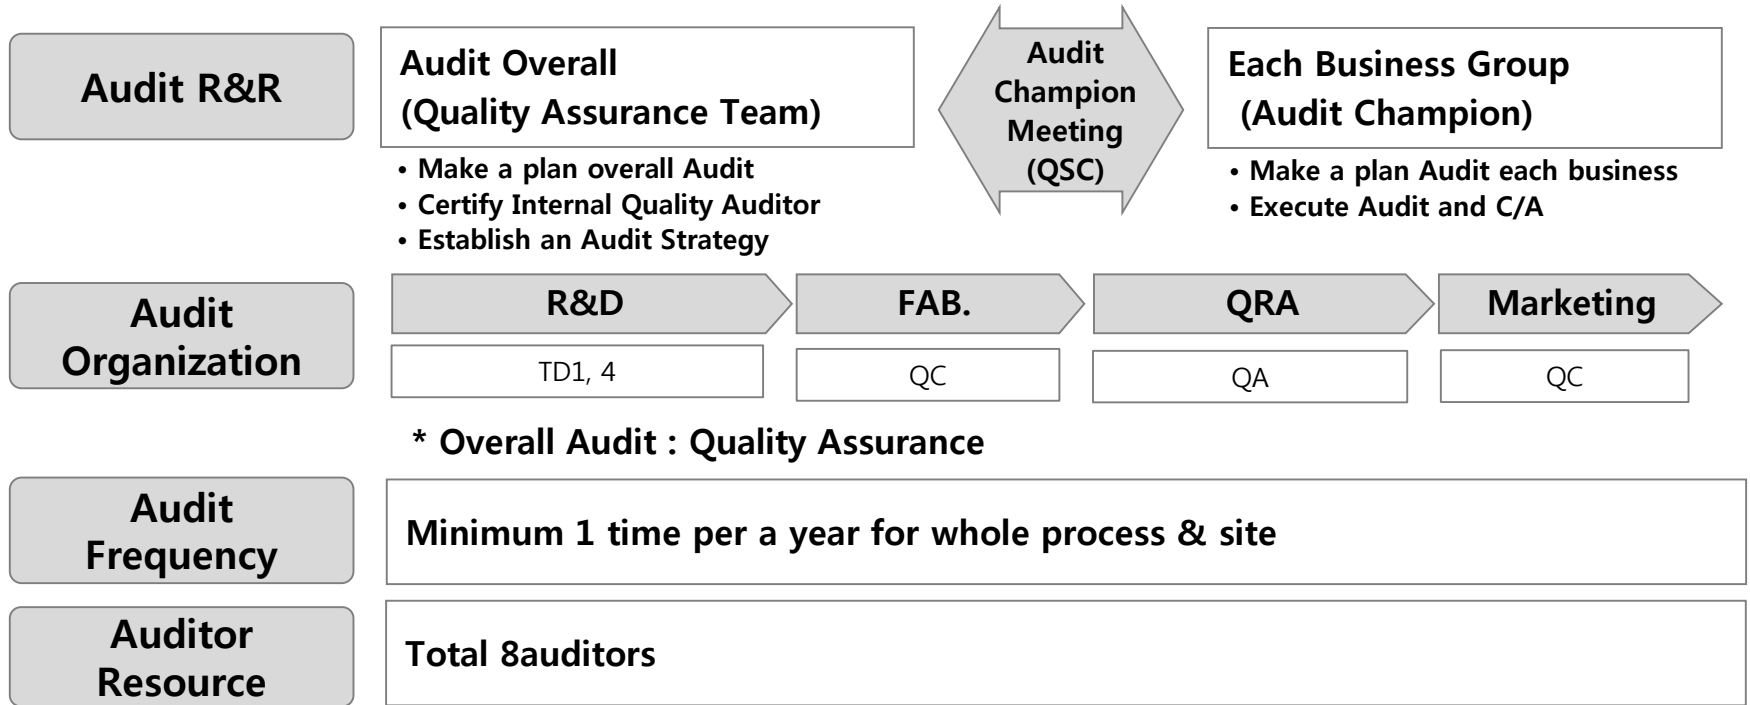 Audit R&R
Audit Overall
(Quality Assurance Team)
Audit
Champion
Meeting
(QSC)
Each Business Group
(Audit Champion)
• Make a plan overall Audit
• Certify Internal Quality Auditor
• Establish an Audit Strategy
• Make a plan Audit each business
• Execute Audit and C/A
Audit
Organization
R&D
FAB.
QRA
Marketing
TD1, 4
QC
QA
QC
* Overall Audit : Quality Assurance
Audit
Frequency
Minimum 1 time per a year for whole process & site
Auditor
Resource
Total 8auditors